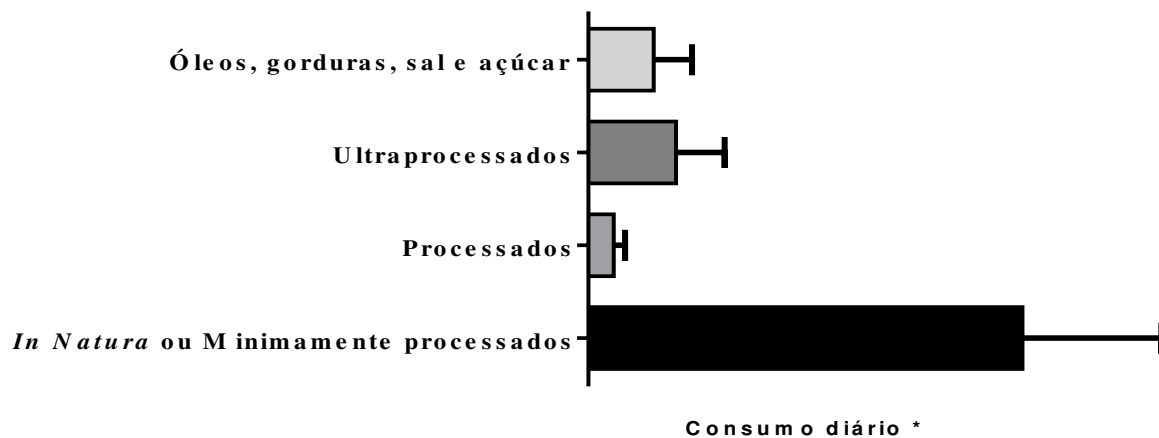 Óleos, gorduras, sal e açúcar
Ultraprocessados
Processados
In Natura ou Minimamente processados
Consumo diário *